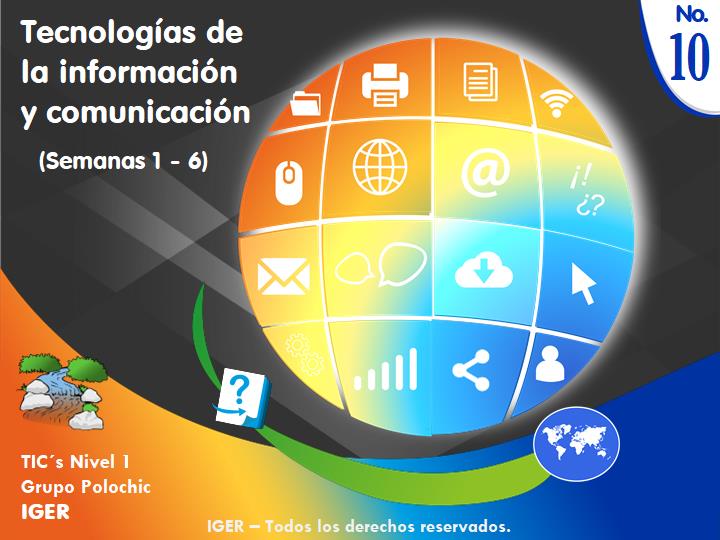 Tecnologías de
la información
y comunicación
(Semanas 1 - 6)
No.
10
@
¡!
¿?
?
TIC´s Nivel 1
Grupo Polochic
IGER
IGER – Todos los derechos reservados.